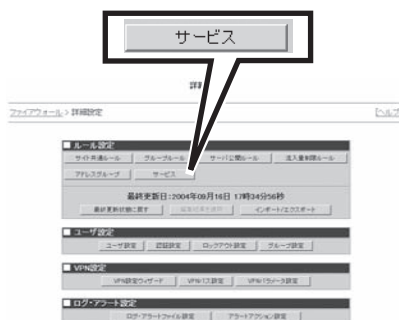 サービス
ファイアウォール > 詳細設定
[ヘルプ
■ ルール設定
サイト共通ルール グループルール サーバ公開ルール 流入量制限ルール
アドレスグループ サービス
最終更新日:2004年09月16日 17時34分56秒
最終更新状態に戻す インポート/エクスポート
■ ユーザ設定
ユーザ設定 認証設定 ロックアウト設定 グループ設定
■ VPN設定
VPN設定ウィザード VPNパス設定 VPNパラメータ設定
■ ログ・アラート設定
ログ・アラートファイル設定 アラートアクション設定